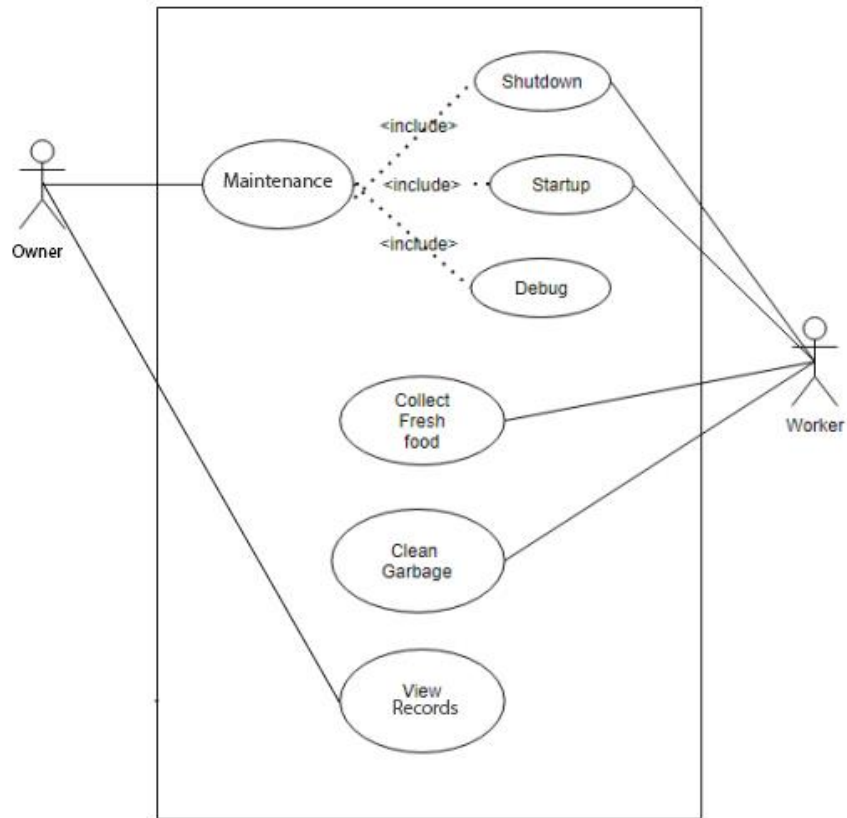 Shutdown
<include>
Maintenance
<include>
Startup
Owner
<include>
Debug
Collect
Fresh
food
Worker
Clean
Garbage
View
Records